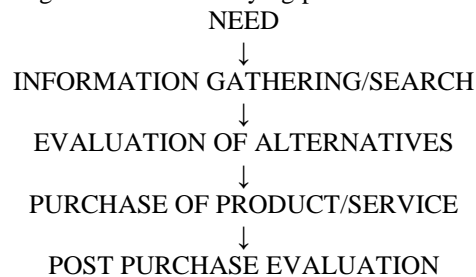 NEED
↓
INFORMATION GATHERING/SEARCH
↓
EVALUATION OF ALTERNATIVES
↓
PURCHASE OF PRODUCT/SERVICE
↓
POST PURCHASE EVALUATION